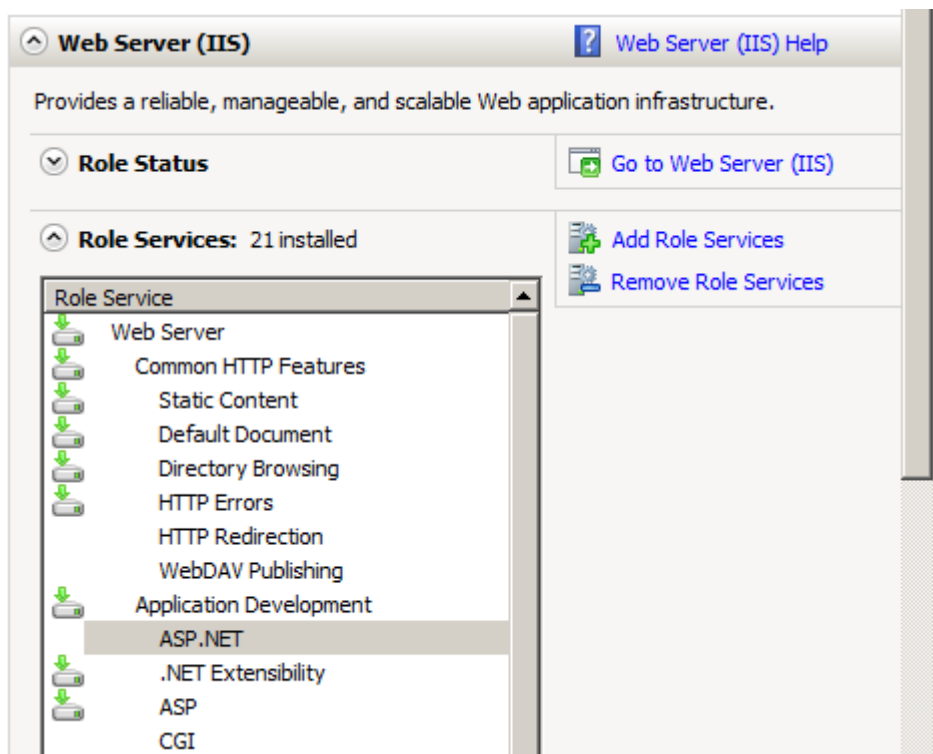 Web Server (IIS)
? Web Server (IIS) Help
Provides a reliable, manageable, and scalable Web application infrastructure.
Role Status
Go to Web Server (IIS)
Role Services: 21 installed
Add Role Services
Remove Role Services
Role Service
Web Server
Common HTTP Features
Static Content
Default Document
Directory Browsing
HTTP Errors
HTTP Redirection
WebDAV Publishing
Application Development
ASP.NET
.NET Extensibility
ASP
CGI